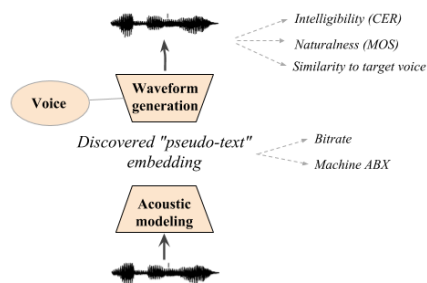 Intelligibility (CER)
Naturalness (MOS)
Similarity to target voice
Waveform
generation
Voice
Discovered "pseudo-text"
embedding
Bitrate
Machine ABX
Acoustic
modeling